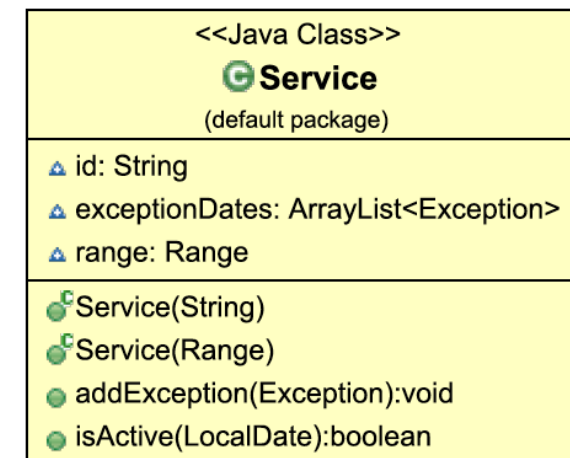 <<Java Class>>
C Service
(default package)
id: String
exceptionDates: ArrayList<Exception>
range: Range
C Service(String)
C Service(Range)
addException(Exception):void
isActive(LocalDate):boolean